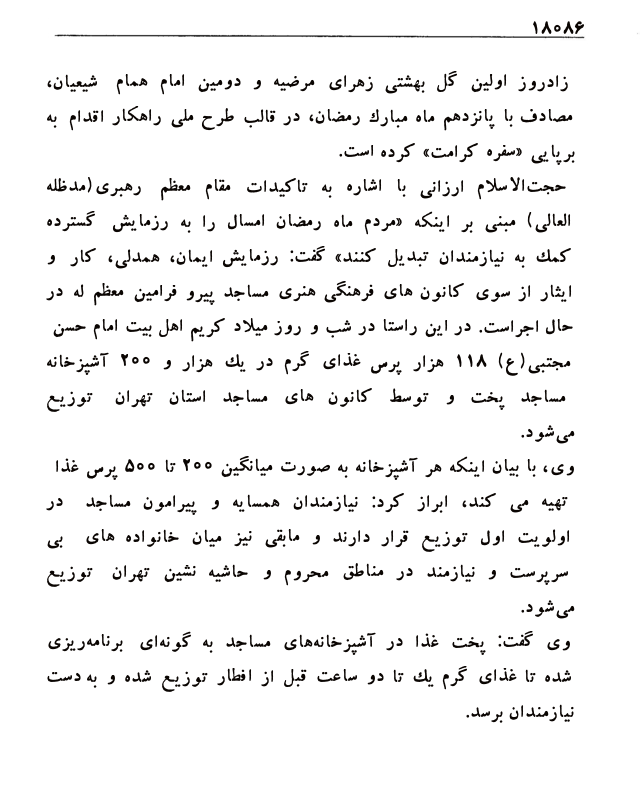 ۱۸۰۸۶
زادروز اولین گل بهشتی زهرای مرضیه و دومین امام همام شیعیان،
مصادف با پانزدهم ماه مبارك رمضان، در قالب طرح ملی راهکار اقدام به
برپایی «سفره کرامت» کرده است.
حجت‌الاسلام ارزانی با اشاره به تاکیدات مقام معظم رهبری(مدظله
العالی) مبنی بر اینکه «مردم ماه رمضان امسال را به رزمایش گسترده
کمك به نیازمندان تبدیل کنند» گفت: رزمایش ایمان، همدلی، کار و
ایثار از سوی کانون های فرهنگی هنری مساجد پیرو فرامین معظم له در
حال اجراست. در این راستا در شب و روز میلاد کریم اهل بیت امام حسن
مجتبی(ع) ۱۱۸ هزار پرس غذای گرم در یك هزار و ۲۰۰ آشپزخانه
مساجد پخت و توسط کانون های مساجد استان تهران توزیع
می‌شود.
وی، با بیان اینکه هر آشپزخانه به صورت میانگین ۲۰۰ تا ۵۰۰ پرس غذا
تهیه می کند، ابراز کرد: نیازمندان همسایه و پیرامون مساجد در
اولویت اول توزیع قرار دارند و مابقی نیز میان خانواده های بی
سرپرست و نیازمند در مناطق محروم و حاشیه نشین تهران توزیع
می‌شود.
وی گفت: پخت غذا در آشپزخانه‌های مساجد به گونه‌ای برنامه‌ریزی
شده تا غذای گرم یك تا دو ساعت قبل از افطار توزیع شده و به دست
نیازمندان برسد.